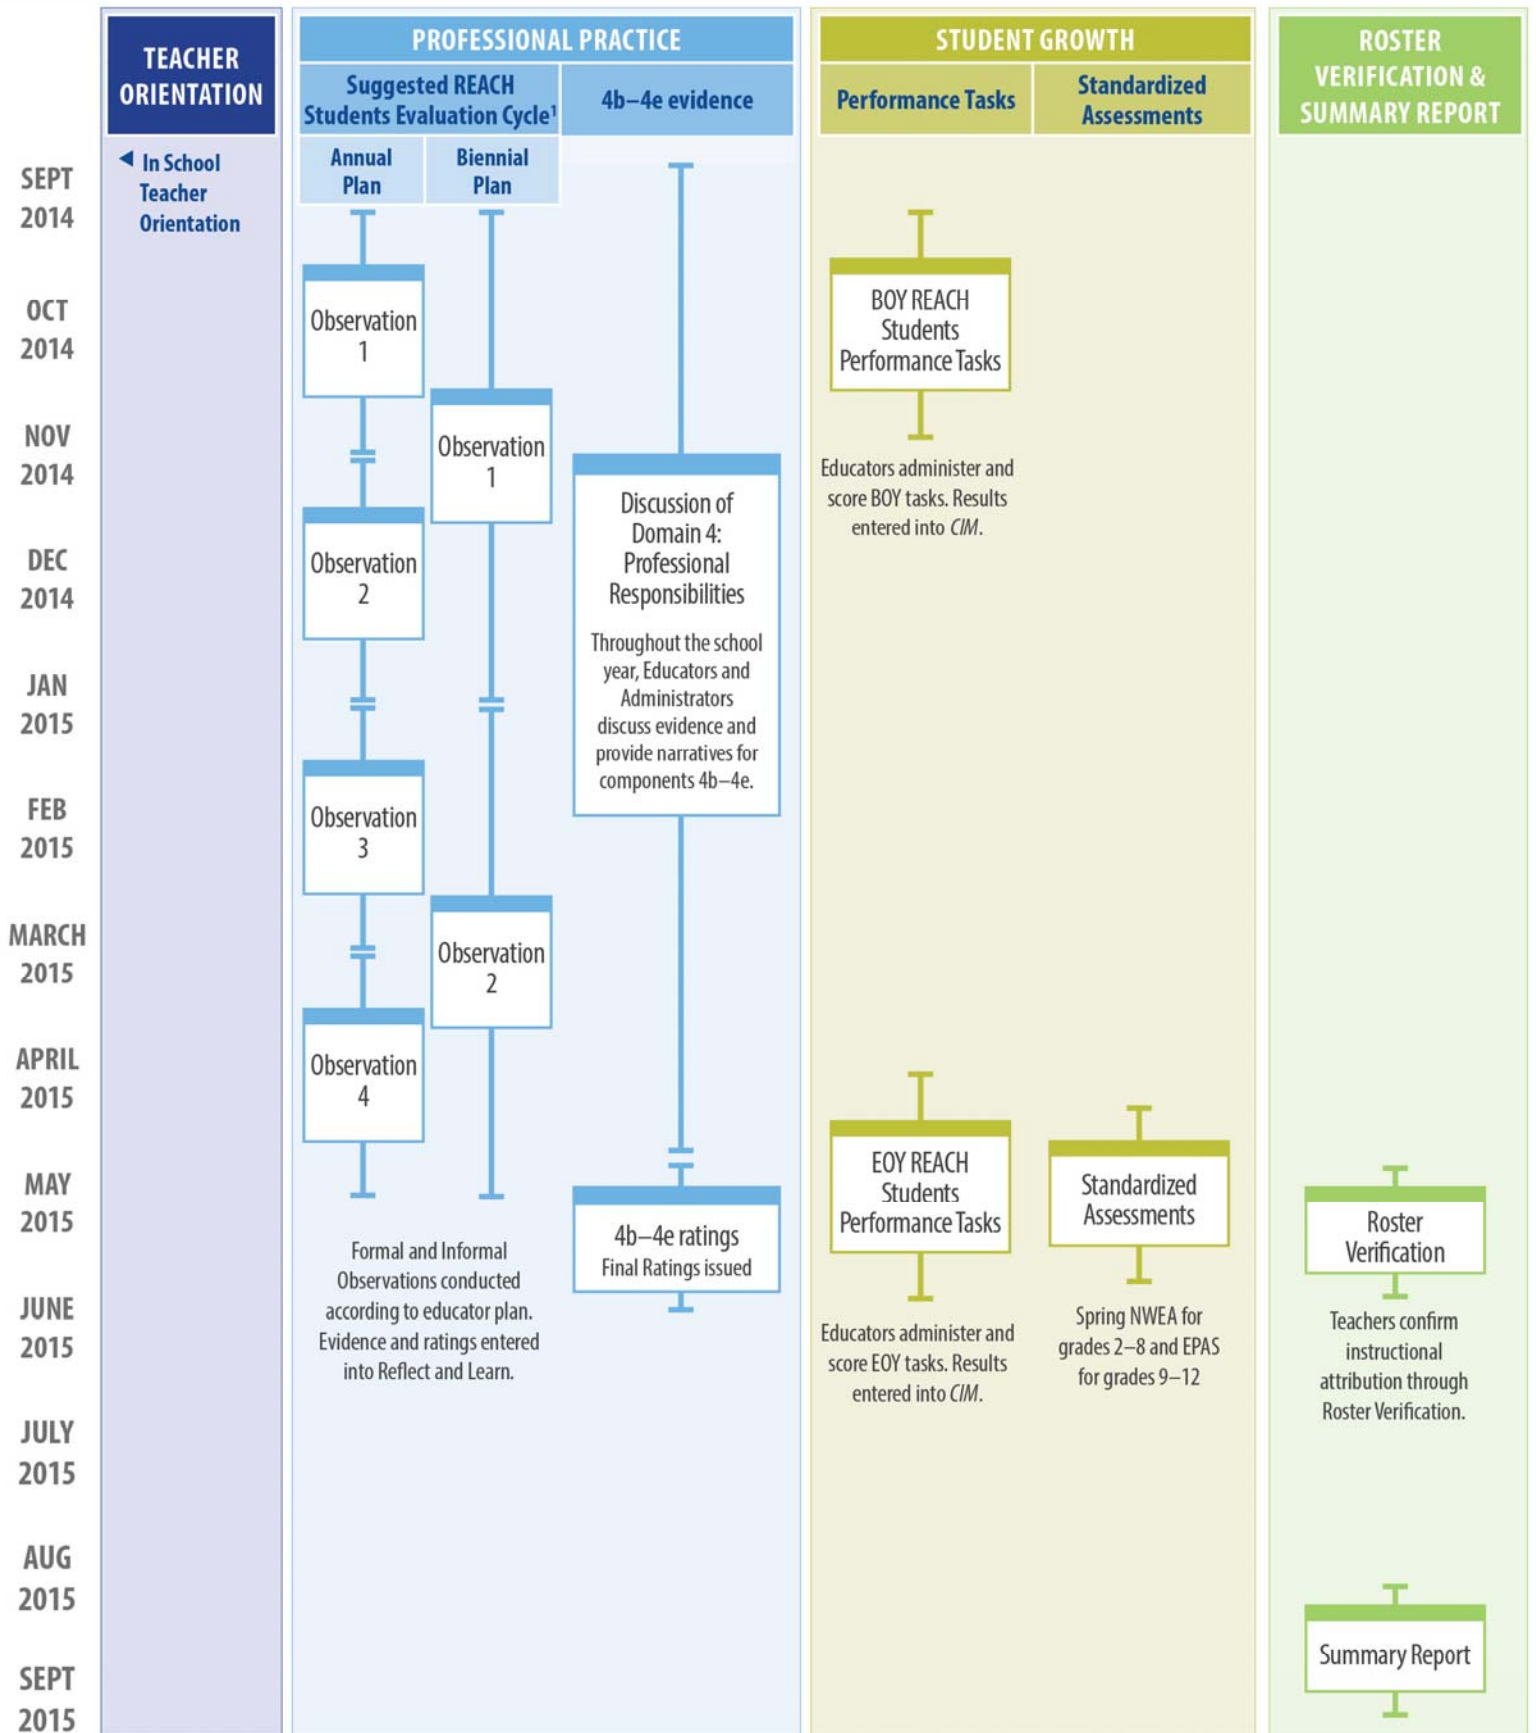 TEACHER
ORIENTATION
◀ In School
Teacher
Orientation
PROFESSIONAL PRACTICE
Suggested REACH
Students Evaluation Cycle¹
4b–4e evidence
Annual
Plan
Biennial
Plan
STUDENT GROWTH
Performance Tasks
Standardized
Assessments
ROSTER
VERIFICATION &
SUMMARY REPORT
SEPT
2014
OCT
2014
NOV
2014
DEC
2014
JAN
2015
FEB
2015
MARCH
2015
APRIL
2015
MAY
2015
JUNE
2015
JULY
2015
AUG
2015
SEPT
2015
Observation
1
Observation
2
Observation
3
Observation
4
Observation
1
Observation
2
Formal and Informal
Observations conducted
according to educator plan.
Evidence and ratings entered
into Reflect and Learn.
Discussion of
Domain 4:
Professional
Responsibilities
Throughout the school
year, Educators and
Administrators
discuss evidence and
provide narratives for
components 4b–4e.
4b–4e ratings
Final Ratings issued
BOY REACH
Students
Performance Tasks
Educators administer and
score BOY tasks. Results
entered into CIM.
EOY REACH
Students
Performance Tasks
Educators administer and
score EOY tasks. Results
entered into CIM.
Standardized
Assessments
Spring NWEA for
grades 2–8 and EPAS
for grades 9–12
Roster
Verification
Teachers confirm
instructional
attribution through
Roster Verification.
Summary Report